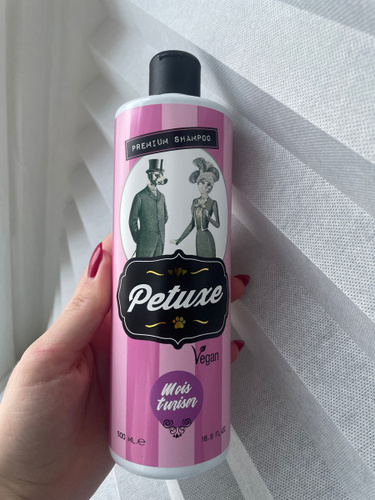 PREMIUM SHAMPOO
Petuxe
Vegan
Mois
turiser
500 mL e 16.9 FL.OZ